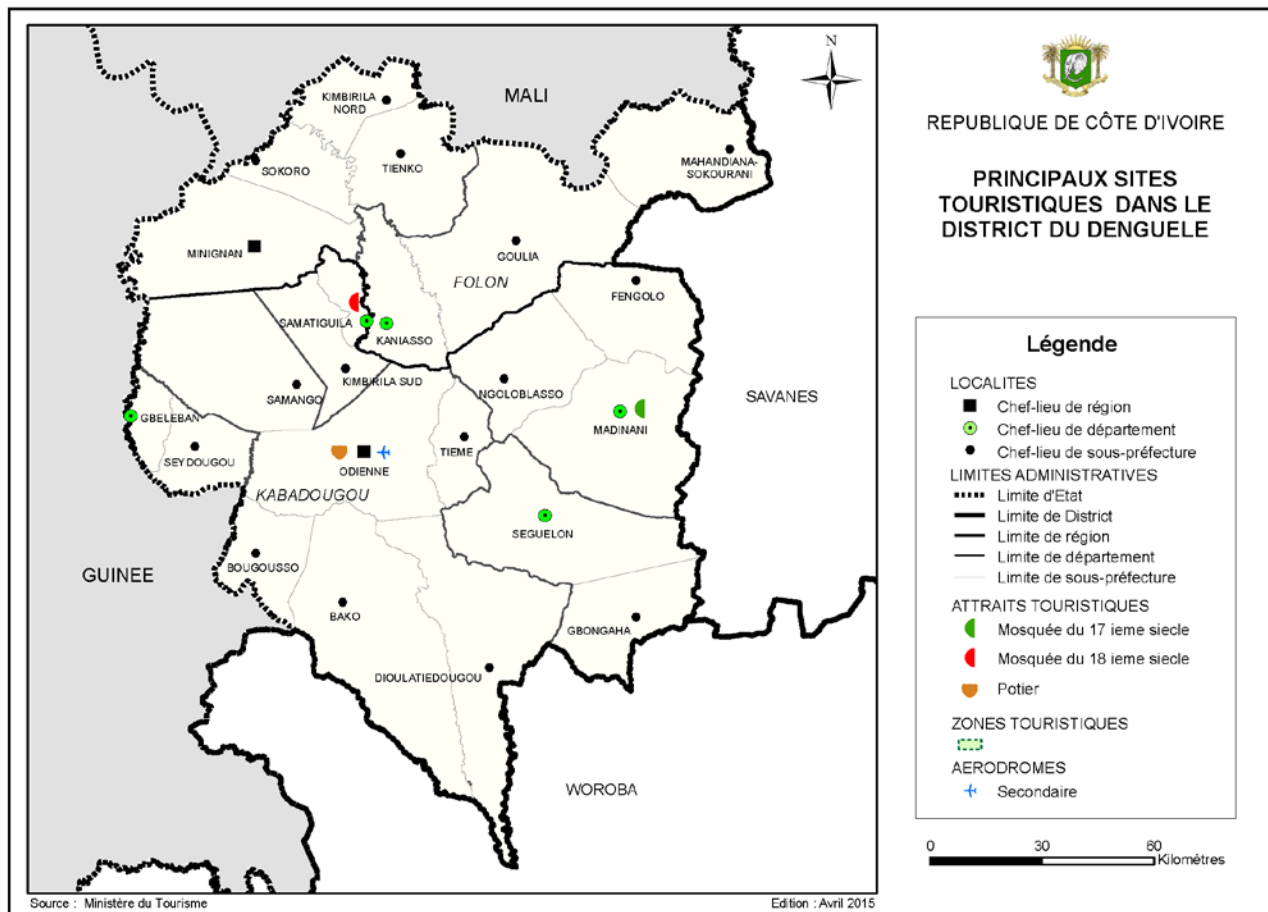 N
MALI
KIMBIRILA
NORD
SOKORO
TIENKO
MAHANDIANA-
SOKOURANI
MINIGNAN
GOULIA
FOLON
FENGOLO
SAMATIGUILA
KANIASSO
KIMBIRILA SUD
NGOLOBLASSO
SAMANGO
SAVANES
GBELEBAN
MADINANI
SEYDOUGOU
TIEME
ODIENNE
KABADOUGOU
SEGUELON
GUINEE
BOUGOUSSO
BAKO
GBONGAHA
DIOULATIEDOUGOU
WOROBA
Source : Ministère du Tourisme
Edition : Avril 2015
REPUBLIQUE DE CÔTE D'IVOIRE
PRINCIPAUX SITES
TOURISTIQUES DANS LE
DISTRICT DU DENGUELE
Légende
LOCALITES
Chef-lieu de région
Chef-lieu de département
Chef-lieu de sous-préfecture
LIMITES ADMINISTRATIVES
Limite d'Etat
Limite de District
Limite de région
Limite de département
Limite de sous-préfecture
ATTRAITS TOURISTIQUES
Mosquée du 17 ieme siecle
Mosquée du 18 ieme siecle
Potier
ZONES TOURISTIQUES
AERODROMES
Secondaire
0 30 60
Kilomètres